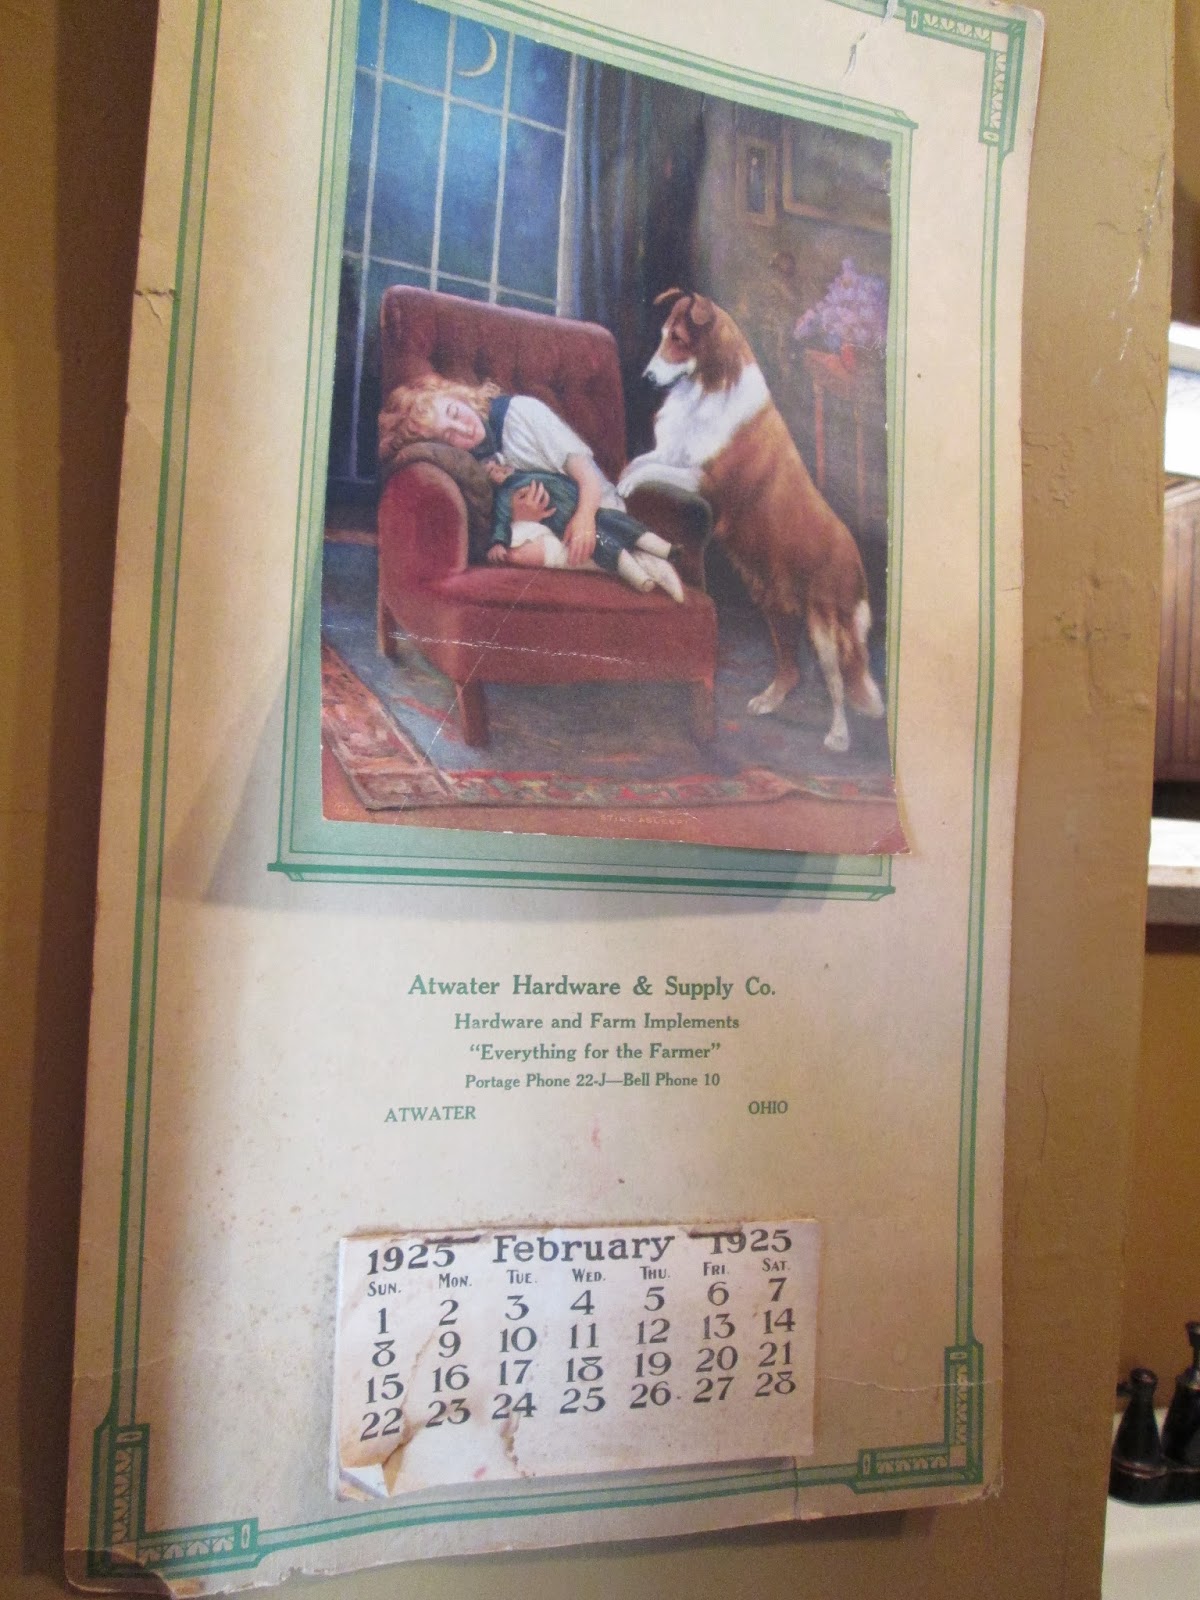 Atwater Hardware & Supply Co.
Hardware and Farm Implements
"Everything for the Farmer"
Portage Phone 22-J—Bell Phone 10
ATWATER OHIO
1925 February 1925
SUN. MON. TUE. WED. THU. FRI. SAT.
1 2 3 4 5 6 7
8 9 10 11 12 13 14
15 16 17 18 19 20 21
22 23 24 25 26 27 28